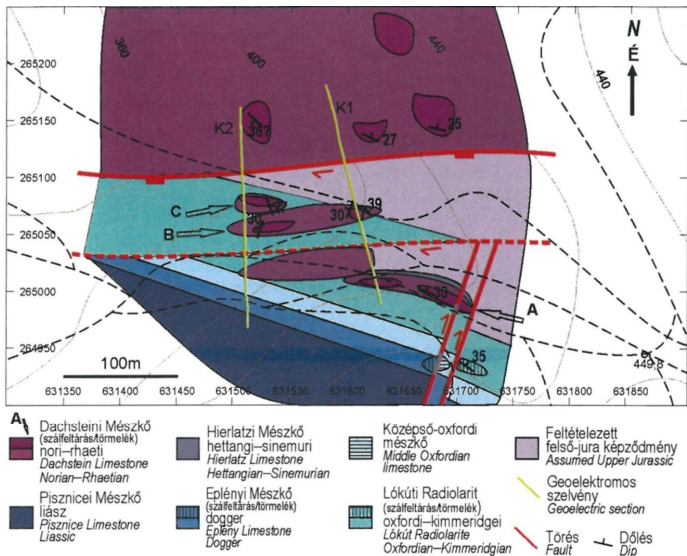 N
É
360
400
440
440
265200
265150
265100
265050
265000
264950
K2
K1
38?
27
25
39
30
30
C
B
A
33
35
449.8
100m
631350
631400
631450
631500
631550
631600
631650
631700
631750
631800
631850
A
Dachsteini Mészkő
(szálfeltárás/törmelék)
nori–rhaeti
Dachstein Limestone
Norian–Rhaetian
Hierlatzi Mészkő
hettangi–sinemuri
Hierlatz Limestone
Hettangian–Sinemurian
Középső-oxfordi
mészkő
Middle Oxfordian
limestone
Feltételezett
felső-jura képződmény
Assumed Upper Jurassic
Pisznicei Mészkő
liász
Pisznice Limestone
Liassic
Eplényi Mészkő
(szálfeltárás/törmelék)
dogger
Eplény Limestone
Dogger
Lókúti Radiolarit
(szálfeltárás/törmelék)
oxfordi–kimmeridgei
Lókút Radiolarite
Oxfordian–Kimmeridgian
Geoelektromos
szelvény
Geoelectric section
Törés
Fault
Dőlés
Dip